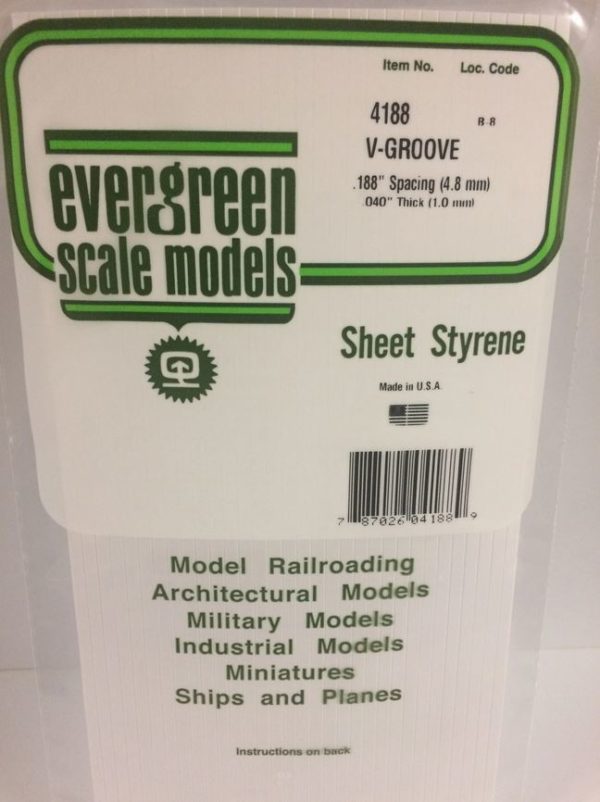 Item No. Loc. Code
4188 B-8
V-GROOVE
.188" Spacing (4.8 mm)
.040" Thick (1.0 mm)
evergreen
scale models
Sheet Styrene
Made in U.S.A.
7 87026 04188 9
Model Railroading
Architectural Models
Military Models
Industrial Models
Miniatures
Ships and Planes
Instructions on back